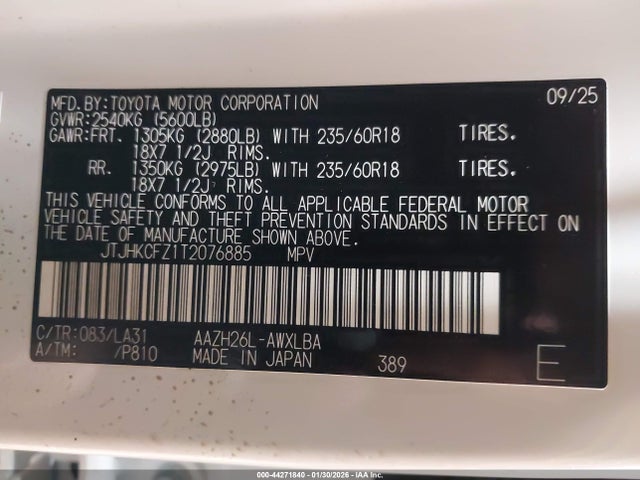 MFD.BY:TOYOTA MOTOR CORPORATION 09/25
GVWR:2540KG (5600LB)
GAWR:FRT. 1305KG (2880LB) WITH 235/60R18 TIRES.
18X7 1/2J RIMS.
RR. 1350KG (2975LB) WITH 235/60R18 TIRES.
18X7 1/2J RIMS.
THIS VEHICLE CONFORMS TO ALL APPLICABLE FEDERAL MOTOR
VEHICLE SAFETY AND THEFT PREVENTION STANDARDS IN EFFECT ON
THE DATE OF MANUFACTURE SHOWN ABOVE.
JTJHKCFZ1T2076885 MPV
C/TR:083/LA31 AAZH26L-AWXLBA
A/TM: /P810 MADE IN JAPAN 389 E
000-44271840 - 01/30/2026 - IAA Inc.